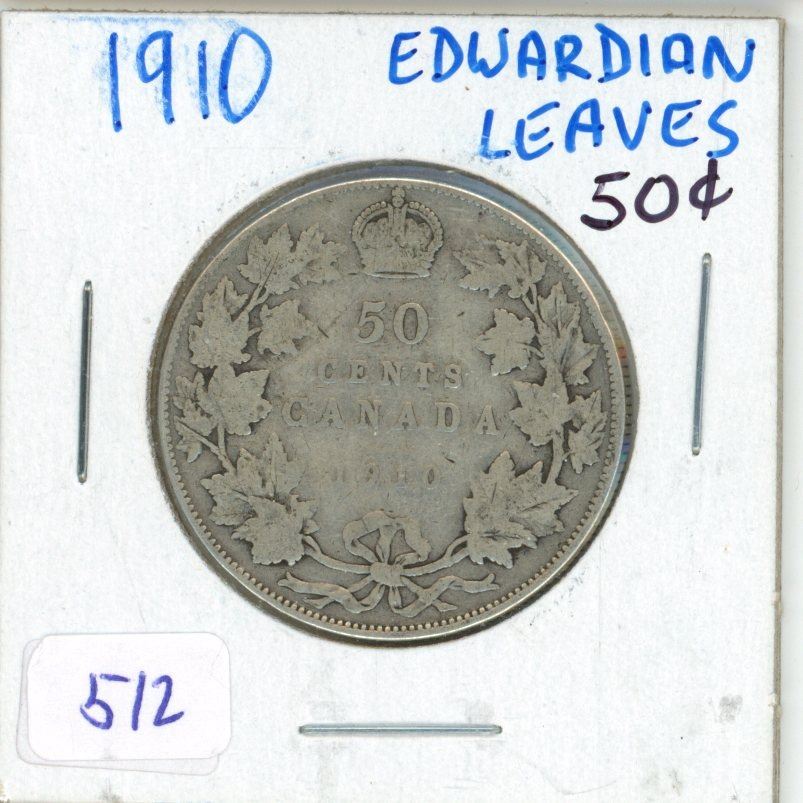 1910 EDWARDIAN
LEAVES
50¢
50
CENTS
CANADA
1910
512